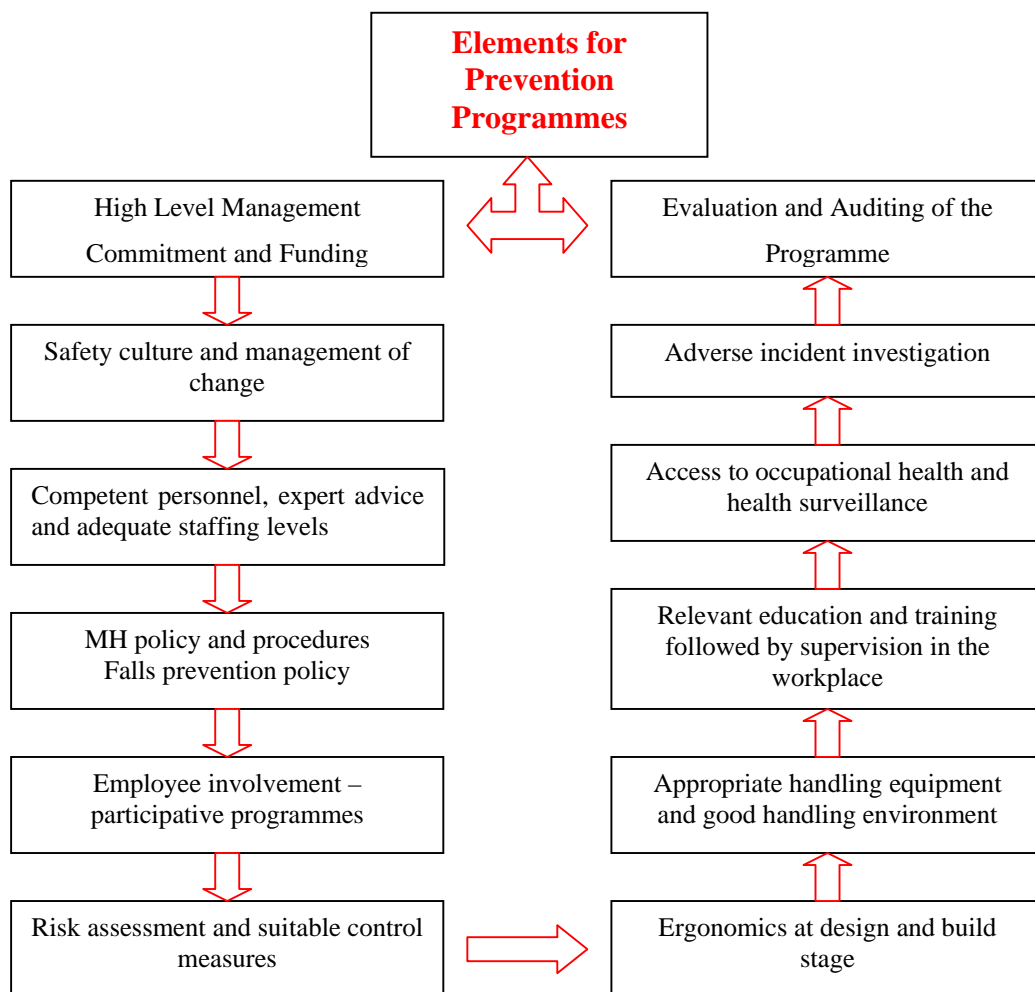 Elements for
Prevention
Programmes
High Level Management
Commitment and Funding
Safety culture and management of
change
Competent personnel, expert advice
and adequate staffing levels
MH policy and procedures
Falls prevention policy
Employee involvement –
participative programmes
Risk assessment and suitable control
measures
Ergonomics at design and build
stage
Appropriate handling equipment
and good handling environment
Relevant education and training
followed by supervision in the
workplace
Access to occupational health and
health surveillance
Adverse incident investigation
Evaluation and Auditing of the
Programme